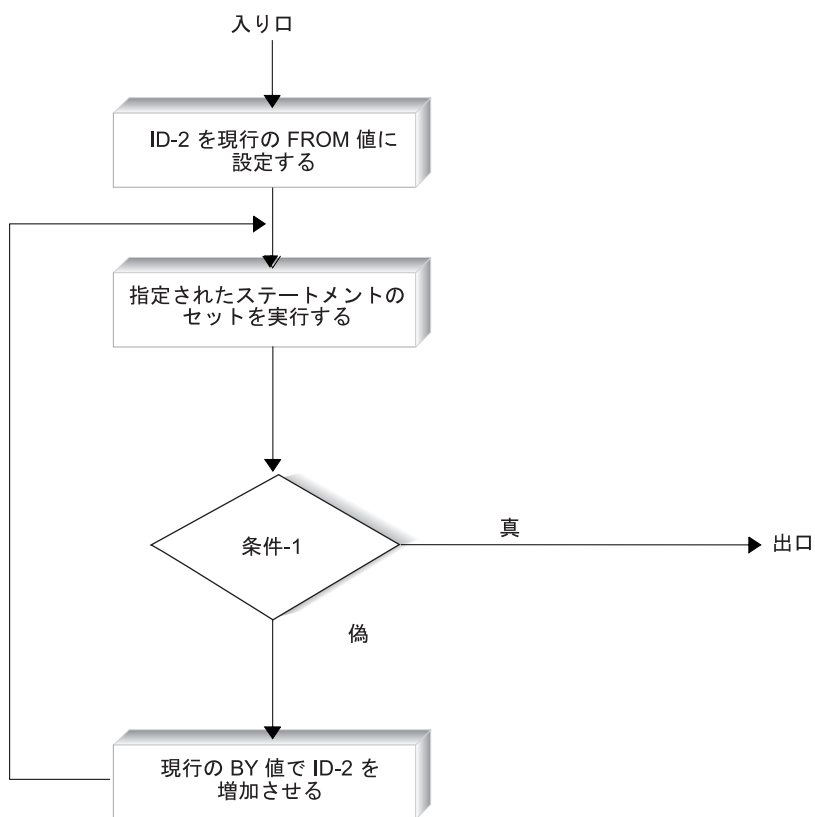 入り口
ID-2 を現行の FROM 値に
設定する
指定されたステートメントの
セットを実行する
条件-1
真
出口
偽
現行の BY 値で ID-2 を
増加させる